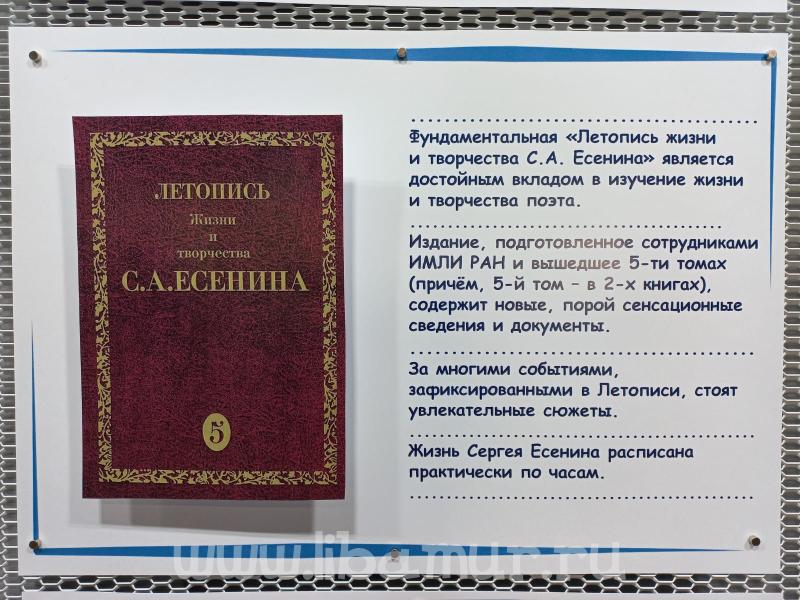 ЛЕТОПИСЬ
Жизни
и
творчества
С.А.ЕСЕНИНА
5
Фундаментальная «Летопись жизни
и творчества С.А. Есенина» является
достойным вкладом в изучение жизни
и творчества поэта.
Издание, подготовленное сотрудниками
ИМЛИ РАН и вышедшее 5-ти томах
(причём, 5-й том – в 2-х книгах),
содержит новые, порой сенсационные
сведения и документы.
За многими событиями,
зафиксированными в Летописи, стоят
увлекательные сюжеты.
Жизнь Сергея Есенина расписана
практически по часам.
www.libamur.ru